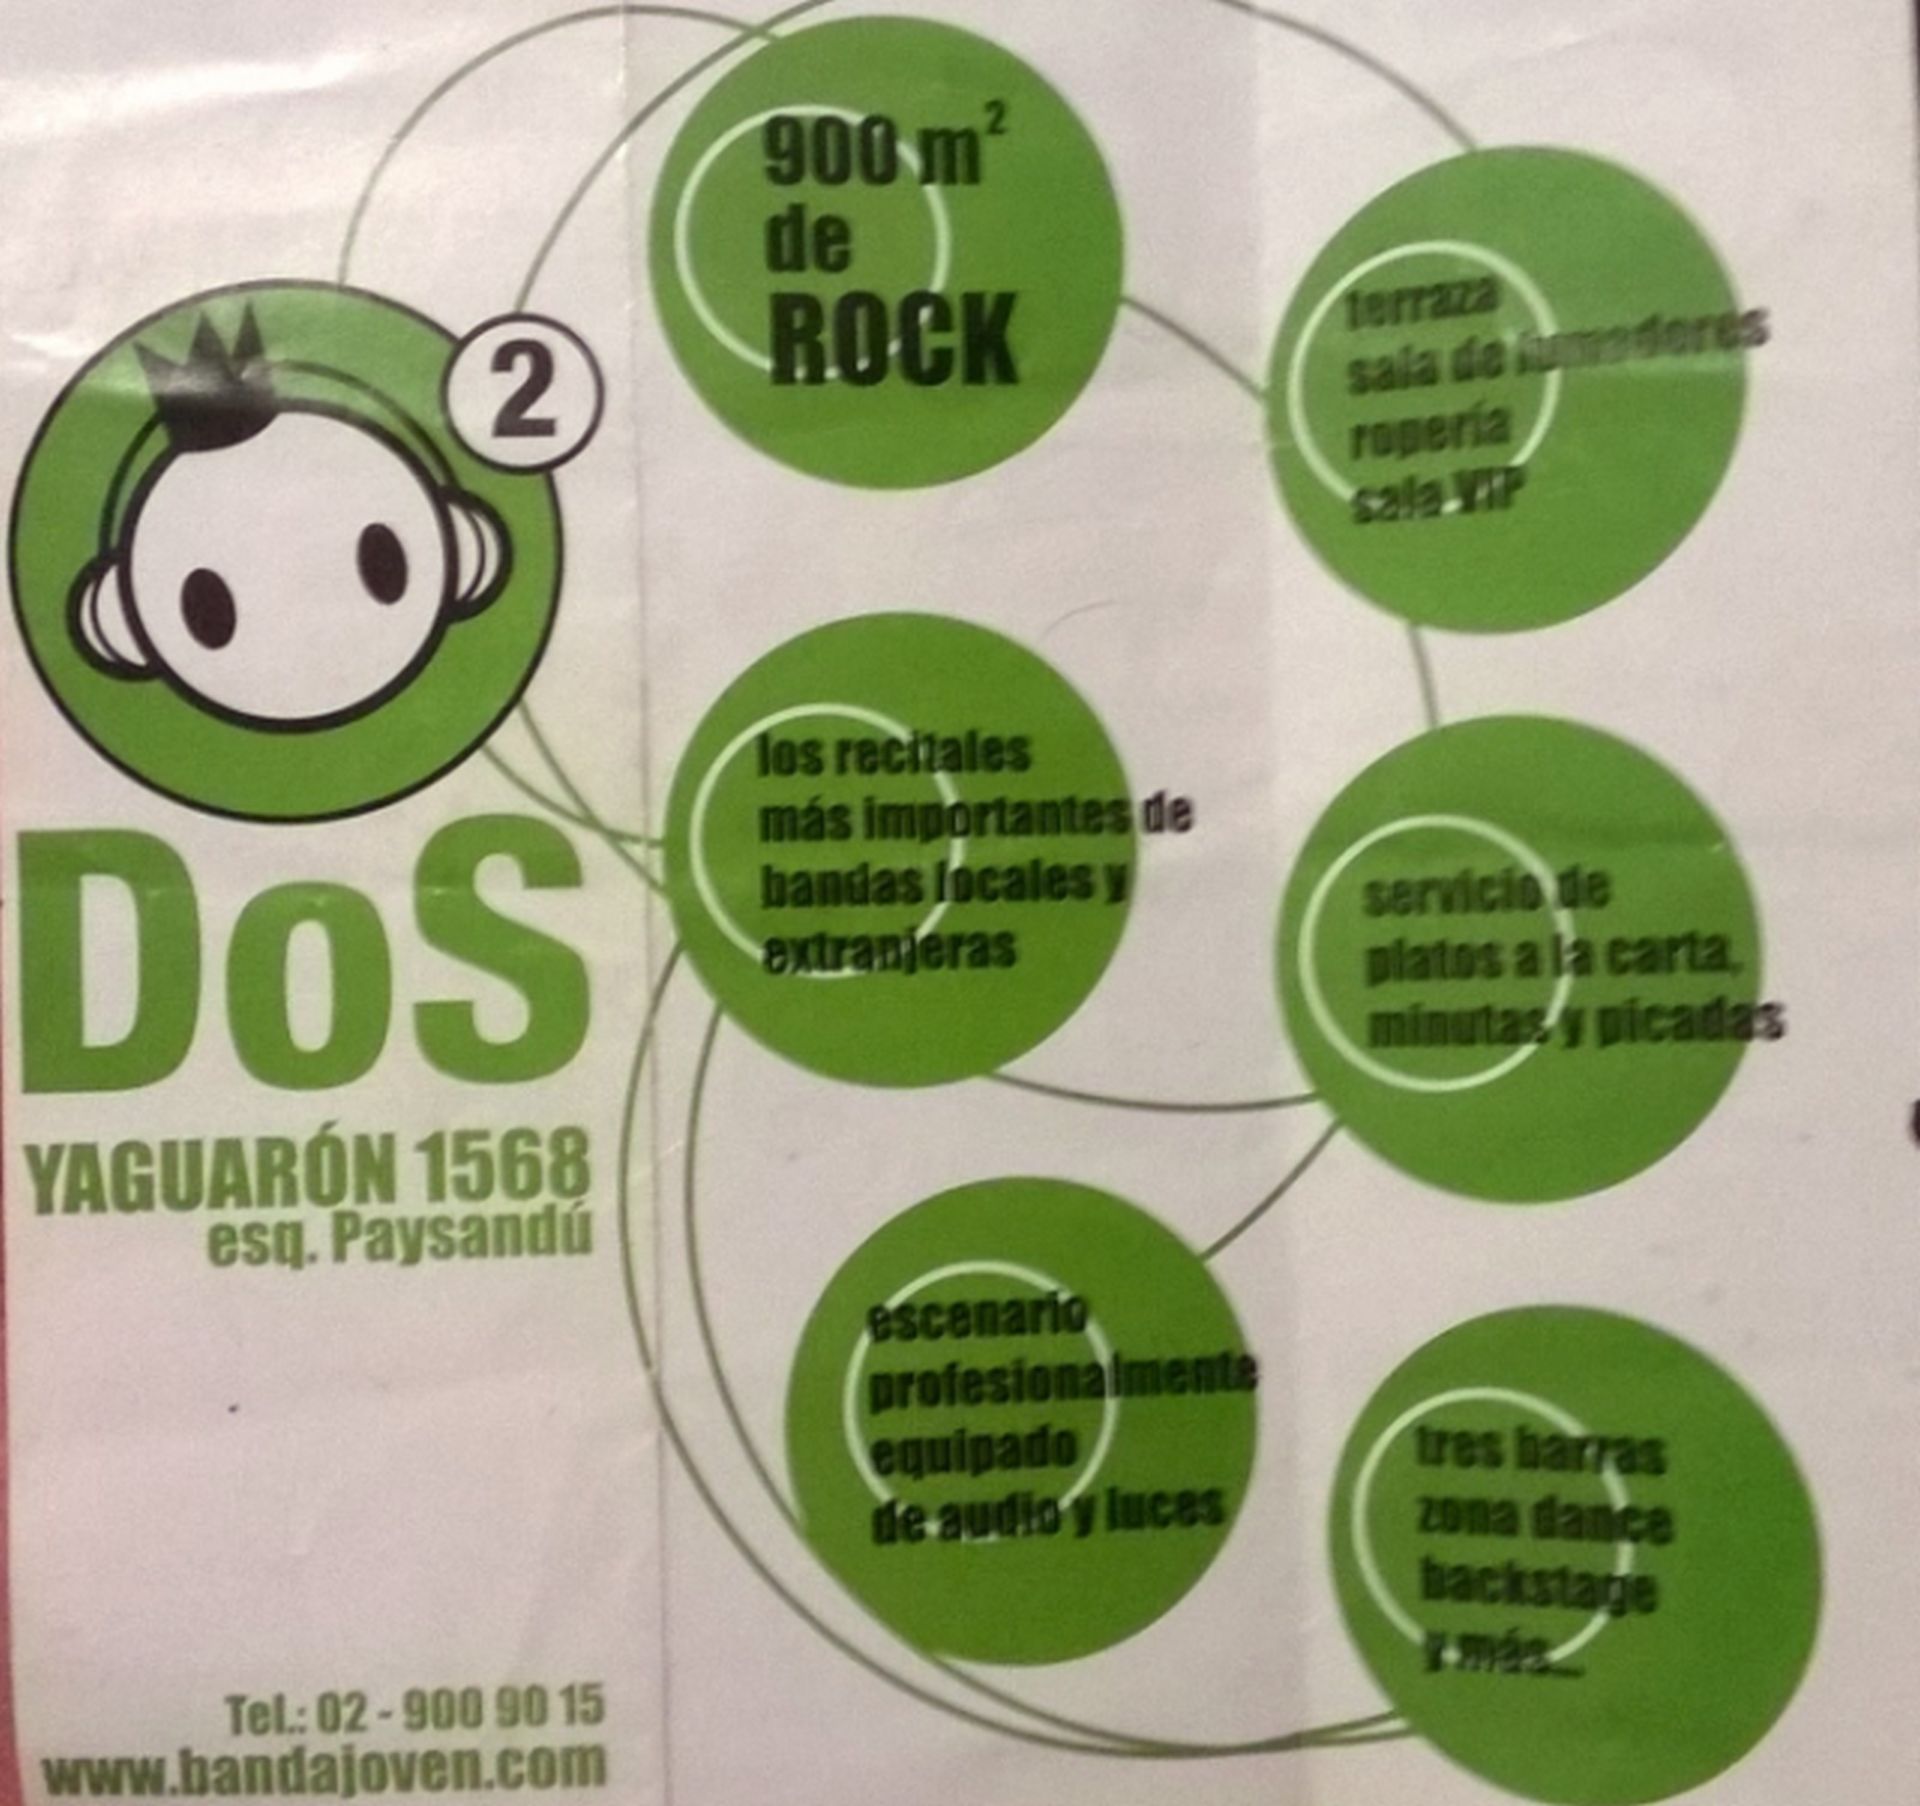 2
DoS
YAGUARÓN 1568
esq. Paysandú
Tel.: 02 - 900 90 15
www.bandajoven.com
900 m²
de
ROCK
terraza
sala de fumadores
ropería
sala VIP
los recitales
más importantes de
bandas locales y
extranjeras
servicio de
platos a la carta,
minutas y picadas
escenario
profesionalmente
equipado
de audio y luces
tres barras
zona dance
backstage
y más...